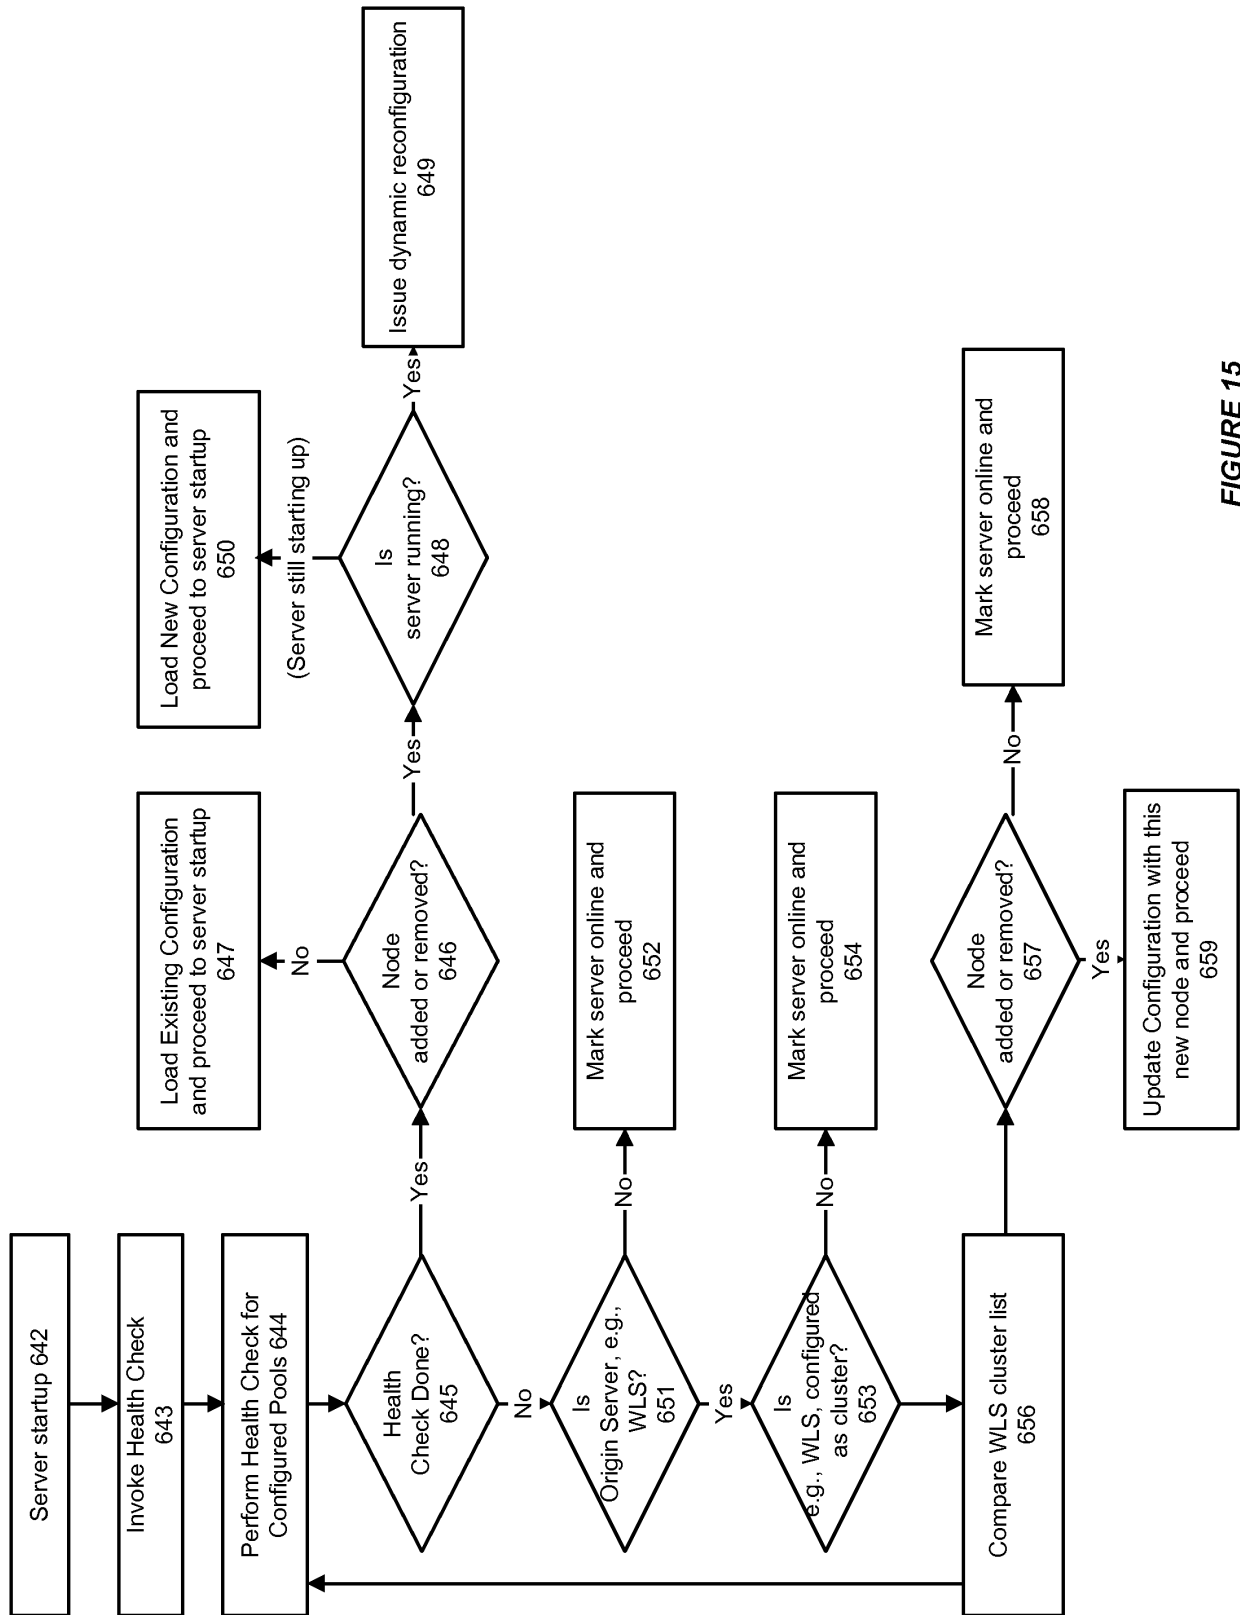 Server startup 642
Invoke Health Check
643
Perform Health Check for
Configured Pools 644
Health
Check Done?
645
Yes
Node
added or removed?
646
No
Load Existing Configuration
and proceed to server startup
647
Yes
Is
server running?
648
(Server still starting up)
Load New Configuration and
proceed to server startup
650
Yes
Issue dynamic reconfiguration
649
No
Is
Origin Server, e.g.,
WLS?
651
No
Mark server online and
proceed
652
Yes
Is
e.g., WLS, configured
as cluster?
653
No
Mark server online and
proceed
654
Compare WLS cluster list
656
Node
added or removed?
657
No
Mark server online and
proceed
658
Yes
Update Configuration with this
new node and proceed
659
FIGURE 15